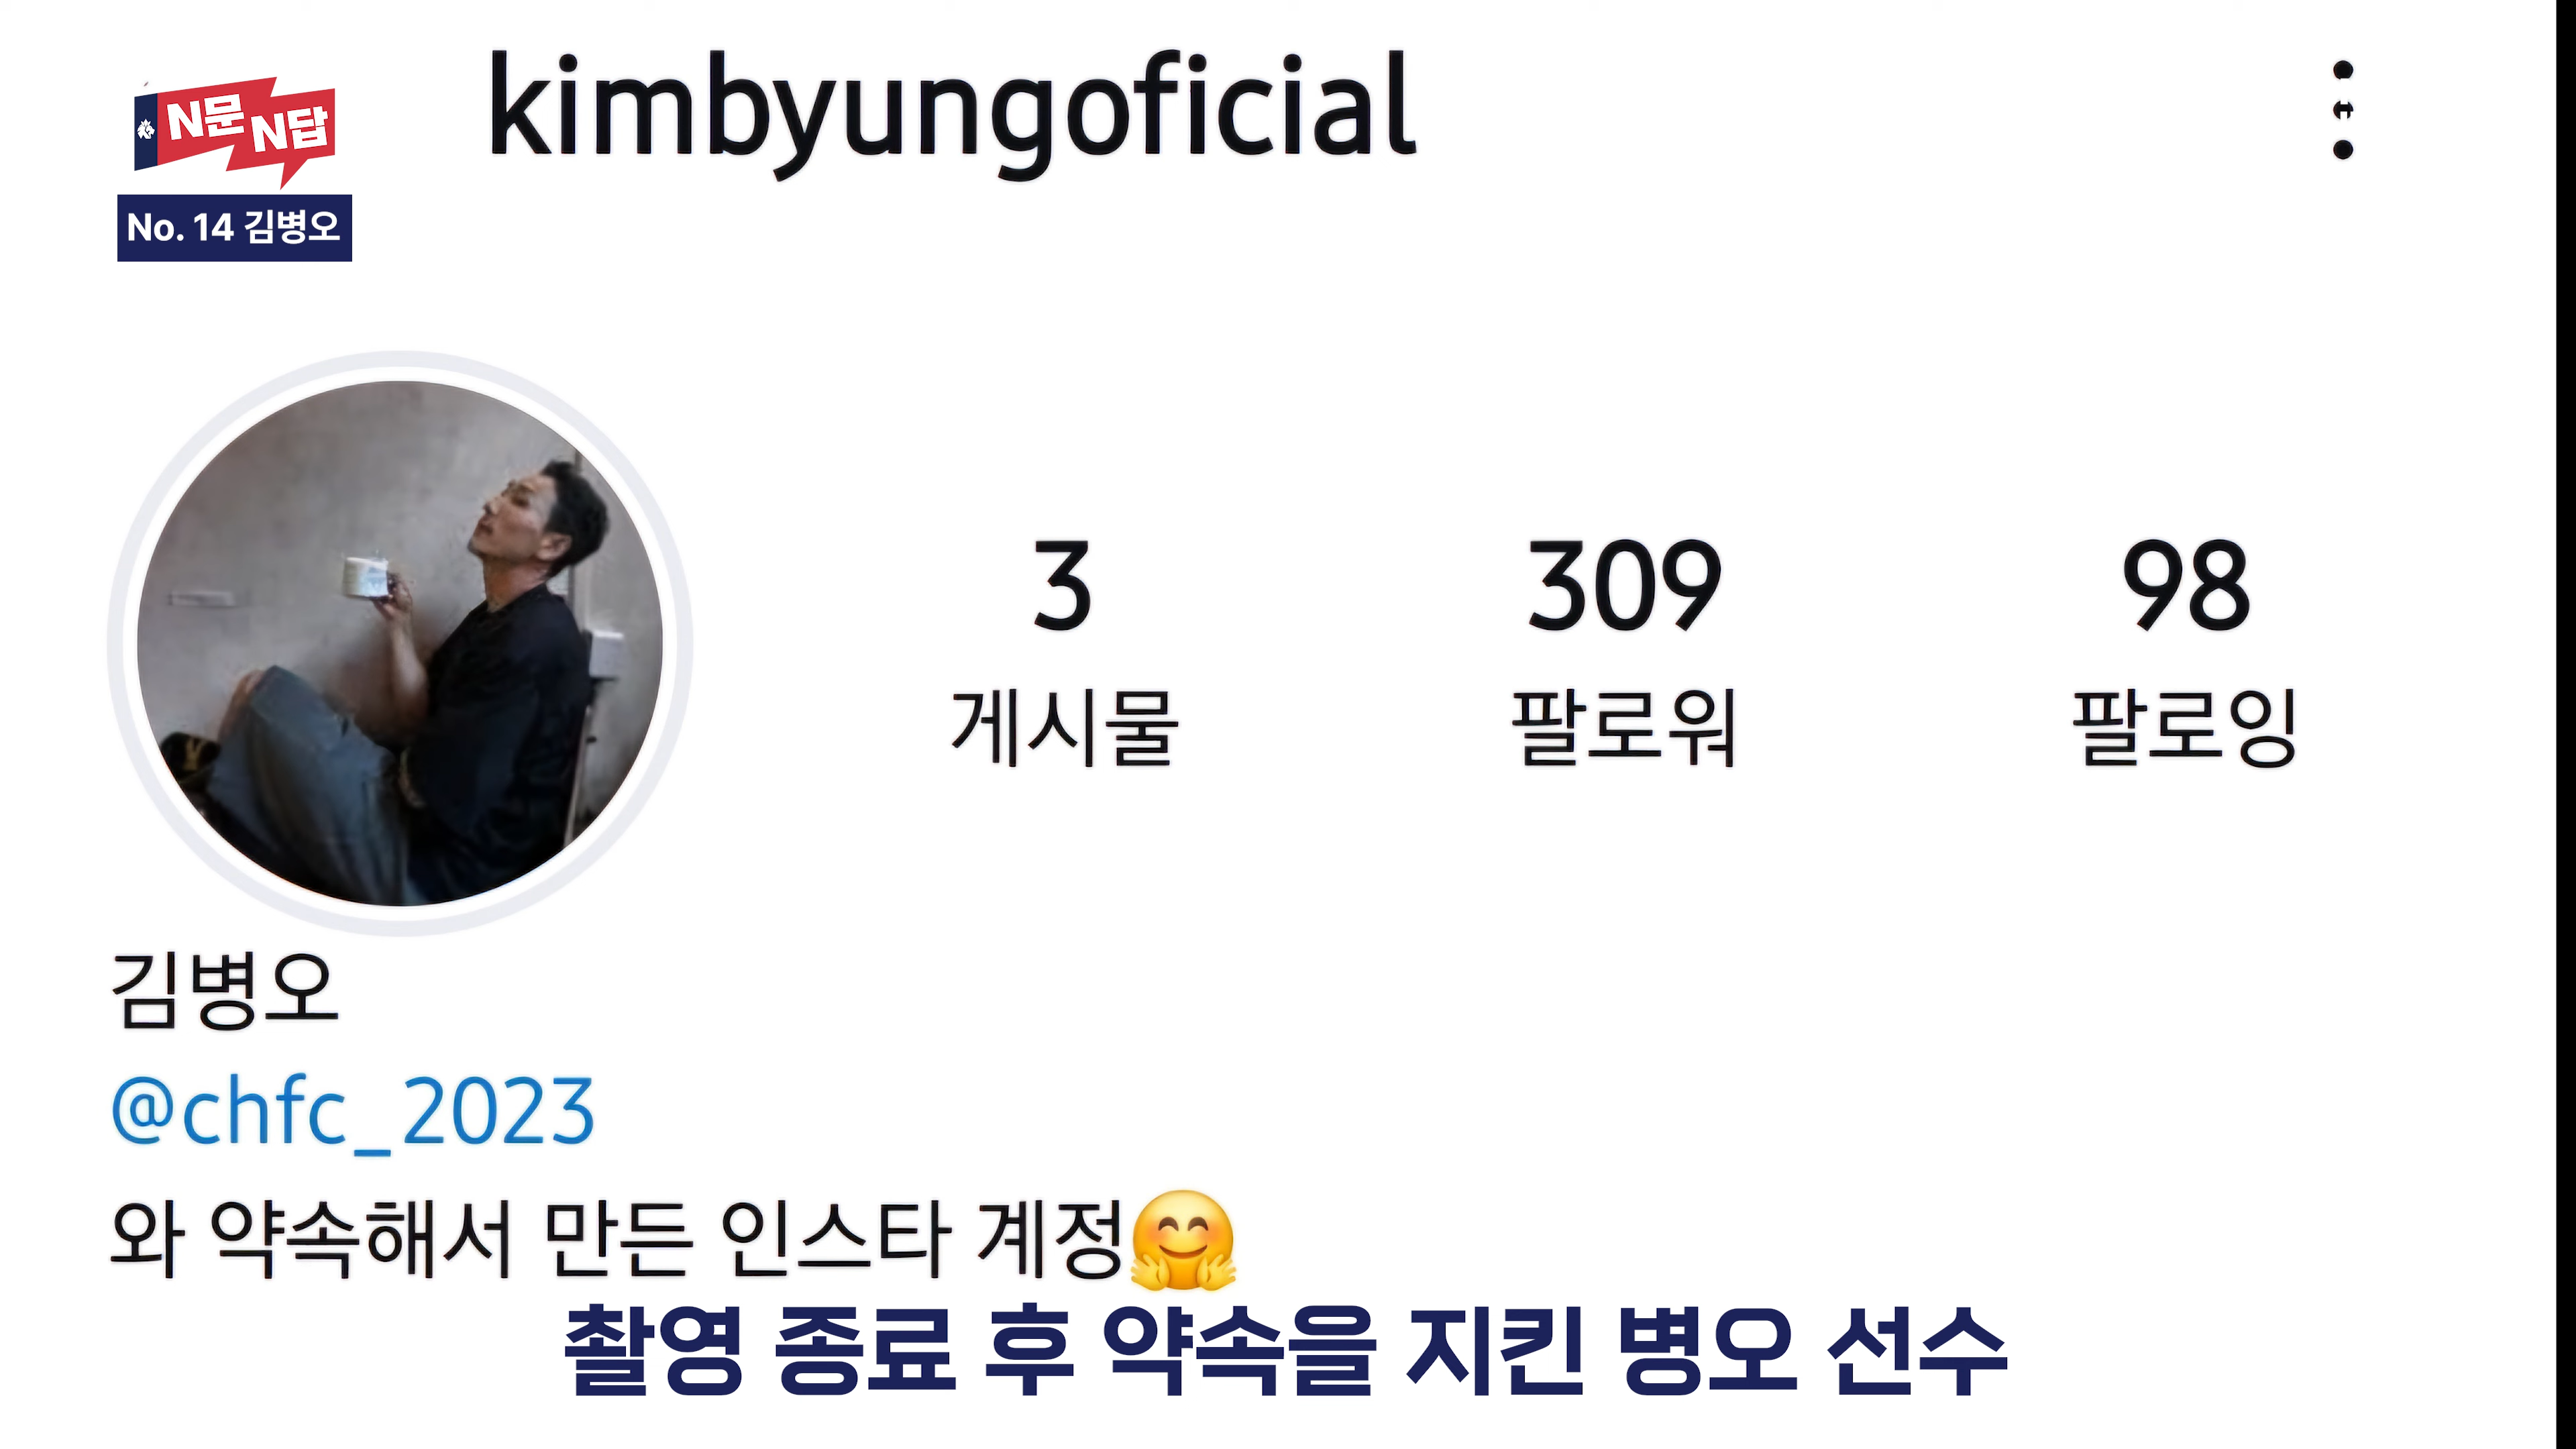 N문
N답
No. 14 김병오
kimbyungoficial
3
309
98
게시물
팔로워
팔로잉
김병오
@chfc_2023
와 약속해서 만든 인스타 계정🤗
촬영 종료 후 약속을 지킨 병오 선수